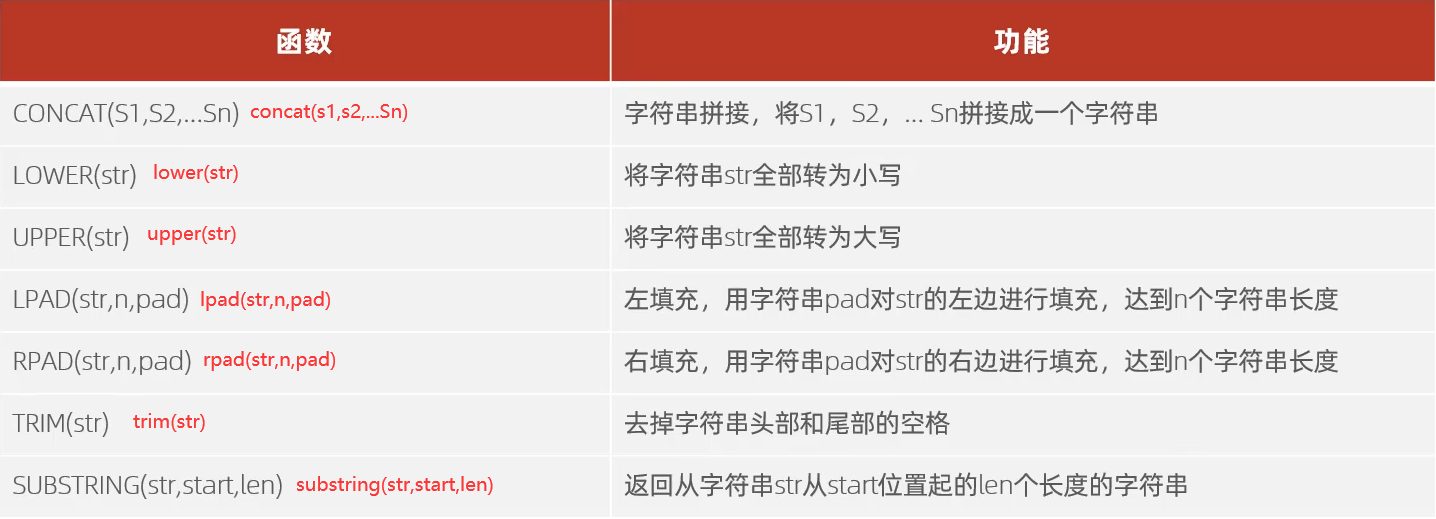 函数 功能
CONCAT(S1,S2,...Sn) concat(s1,s2,...Sn) 字符串拼接，将S1，S2，... Sn拼接成一个字符串
LOWER(str) lower(str) 将字符串str全部转为小写
UPPER(str) upper(str) 将字符串str全部转为大写
LPAD(str,n,pad) lpad(str,n,pad) 左填充，用字符串pad对str的左边进行填充，达到n个字符串长度
RPAD(str,n,pad) rpad(str,n,pad) 右填充，用字符串pad对str的右边进行填充，达到n个字符串长度
TRIM(str) trim(str) 去掉字符串头部和尾部的空格
SUBSTRING(str,start,len) substring(str,start,len) 返回从字符串str从start位置起的len个长度的字符串